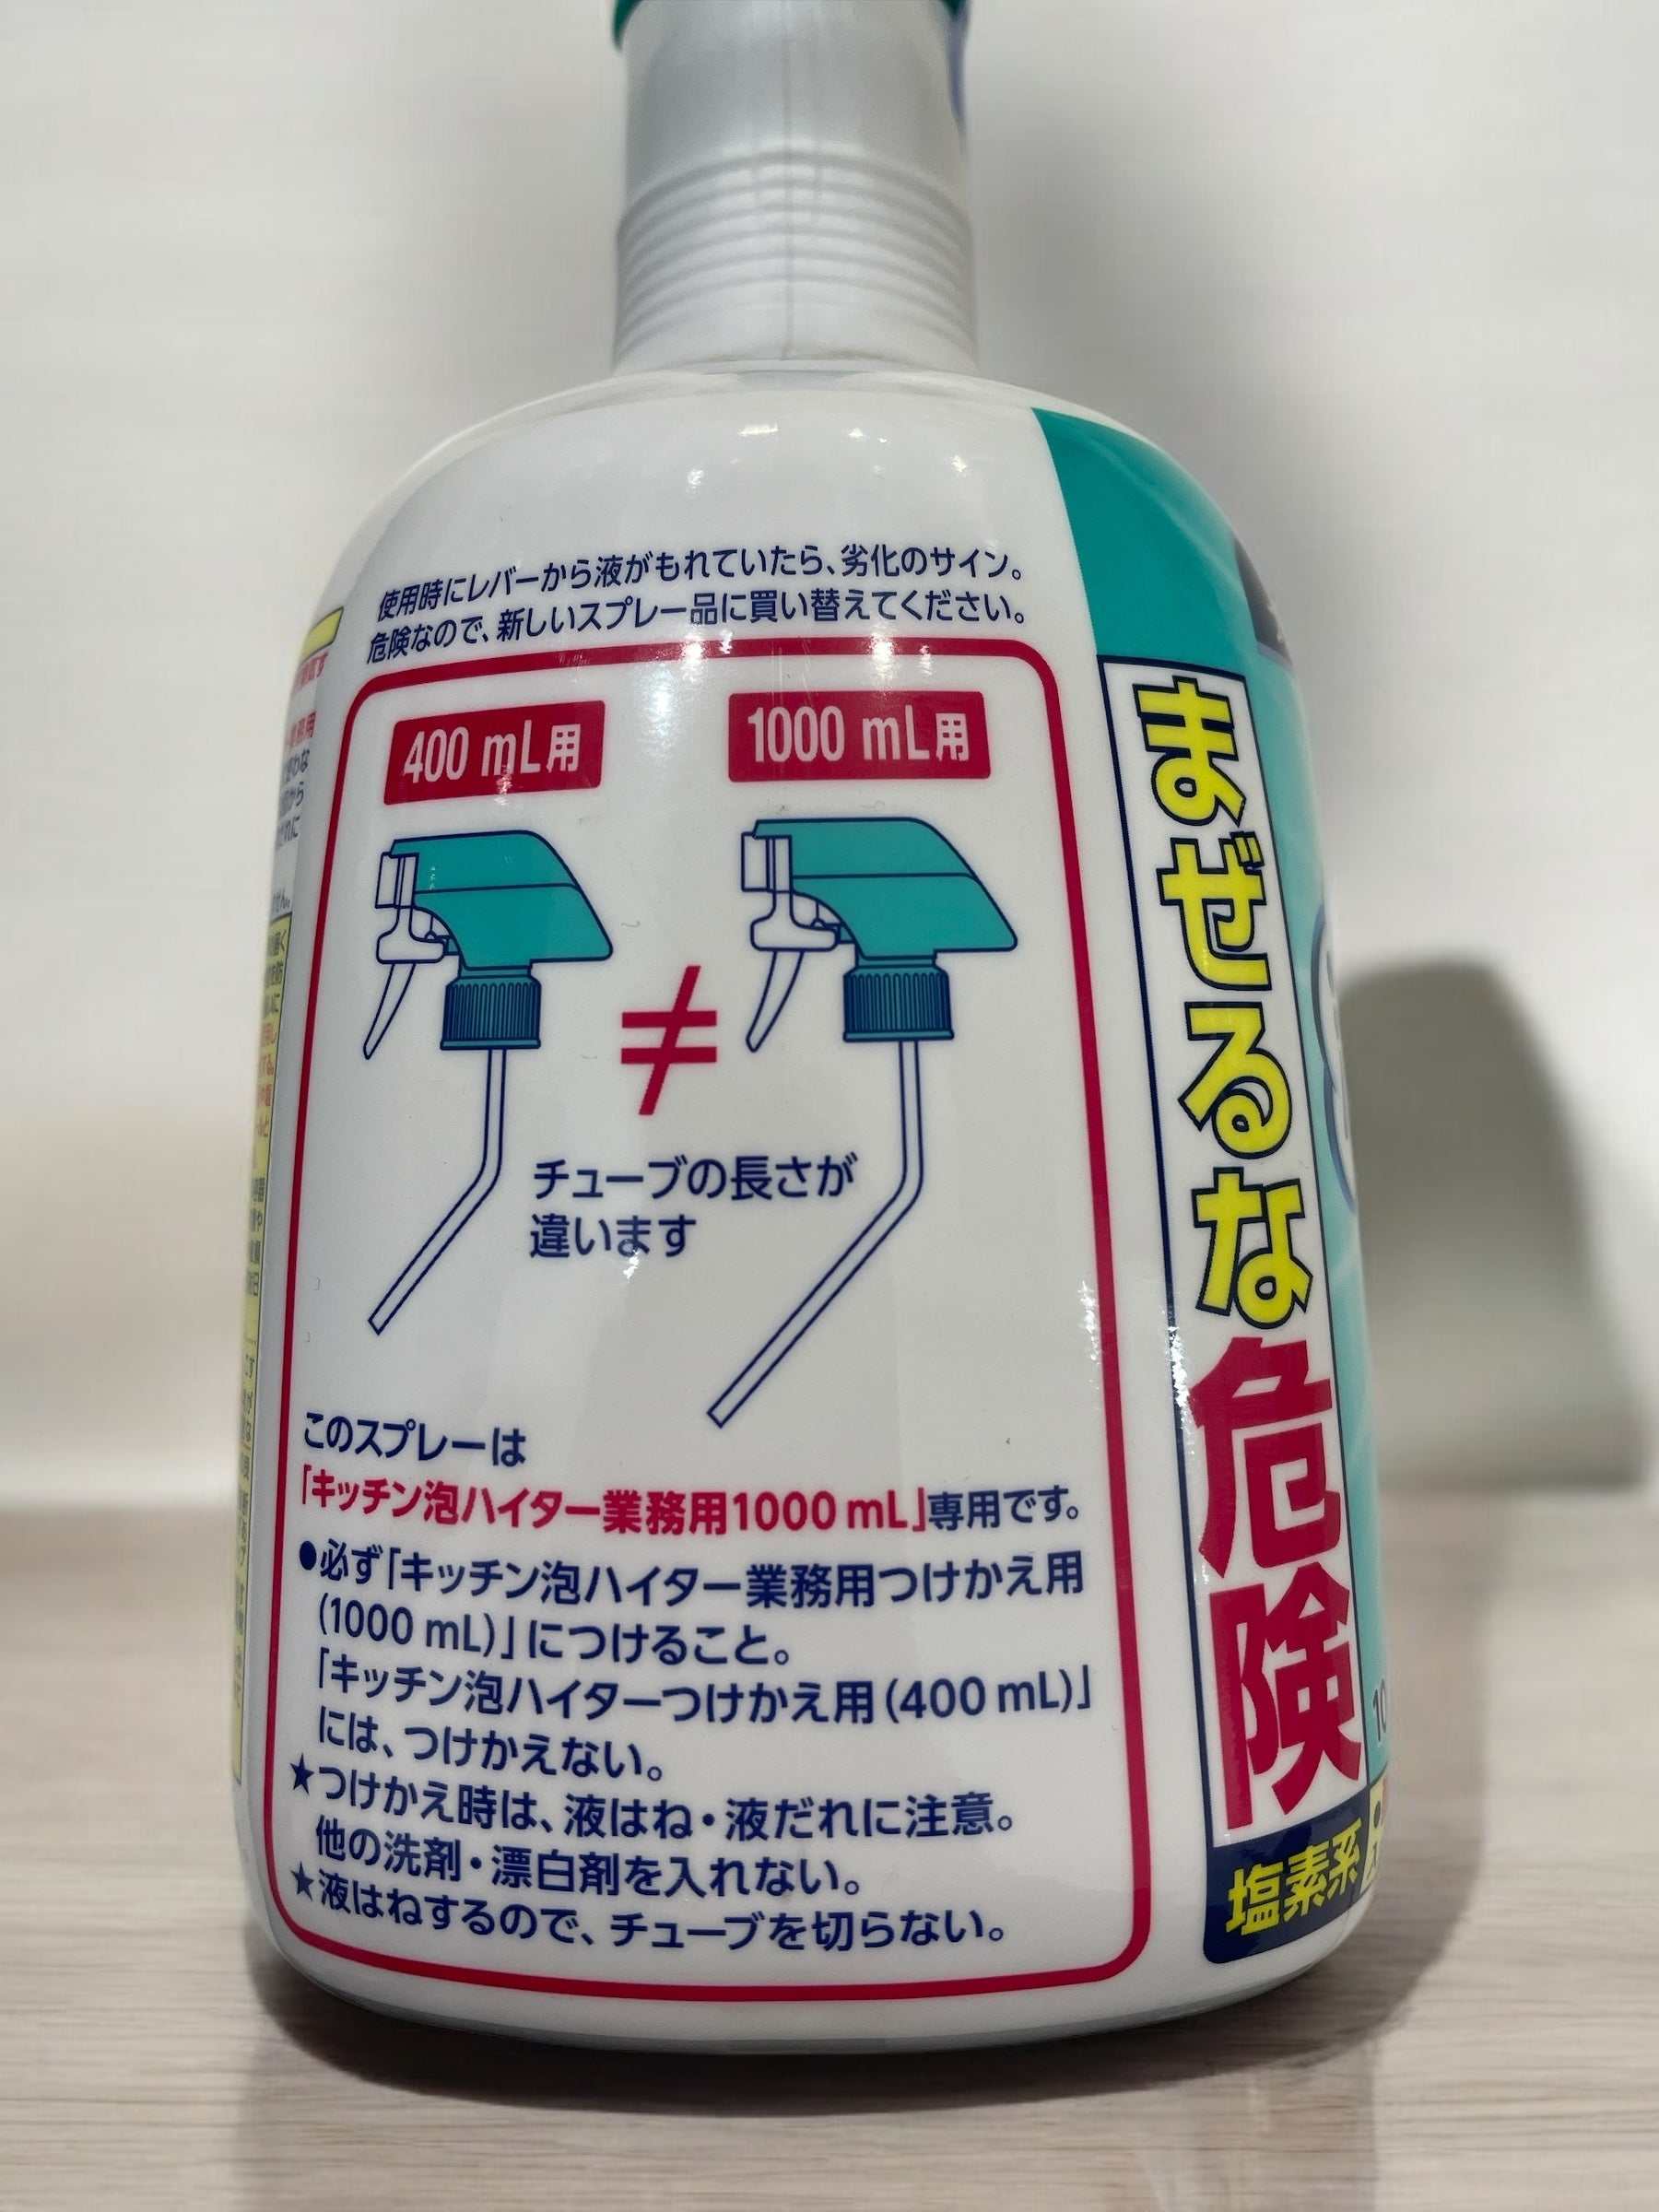 使用時にレバーから液がもれていたら、劣化のサイン。
危険なので、新しいスプレー品に買い替えてください。
400 mL用
1000 mL用
≠
チューブの長さが
違います
このスプレーは
「キッチン泡ハイター業務用1000 mL」専用です。
●必ず「キッチン泡ハイター業務用つけかえ用
(1000 mL)」につけること。
「キッチン泡ハイターつけかえ用(400 mL)」
には、つけかえない。
★つけかえ時は、液はね・液だれに注意。
他の洗剤・漂白剤を入れない。
★液はねするので、チューブを切らない。
まぜるな
危険
塩素系